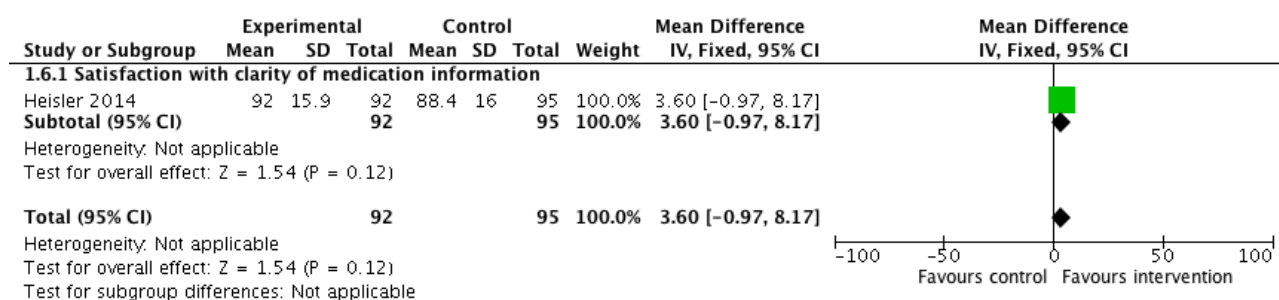 Experimental Control Mean Difference Mean Difference
Study or Subgroup Mean SD Total Mean SD Total Weight IV, Fixed, 95% CI IV, Fixed, 95% CI
1.6.1 Satisfaction with clarity of medication information
Heisler 2014 92 15.9 92 88.4 16 95 100.0% 3.60 [-0.97, 8.17]
Subtotal (95% CI) 92 95 100.0% 3.60 [-0.97, 8.17]
Heterogeneity: Not applicable
Test for overall effect: Z = 1.54 (P = 0.12)
Total (95% CI) 92 95 100.0% 3.60 [-0.97, 8.17]
Heterogeneity: Not applicable
Test for overall effect: Z = 1.54 (P = 0.12)
Test for subgroup differences: Not applicable
-100 -50 0 50 100
Favours control Favours intervention